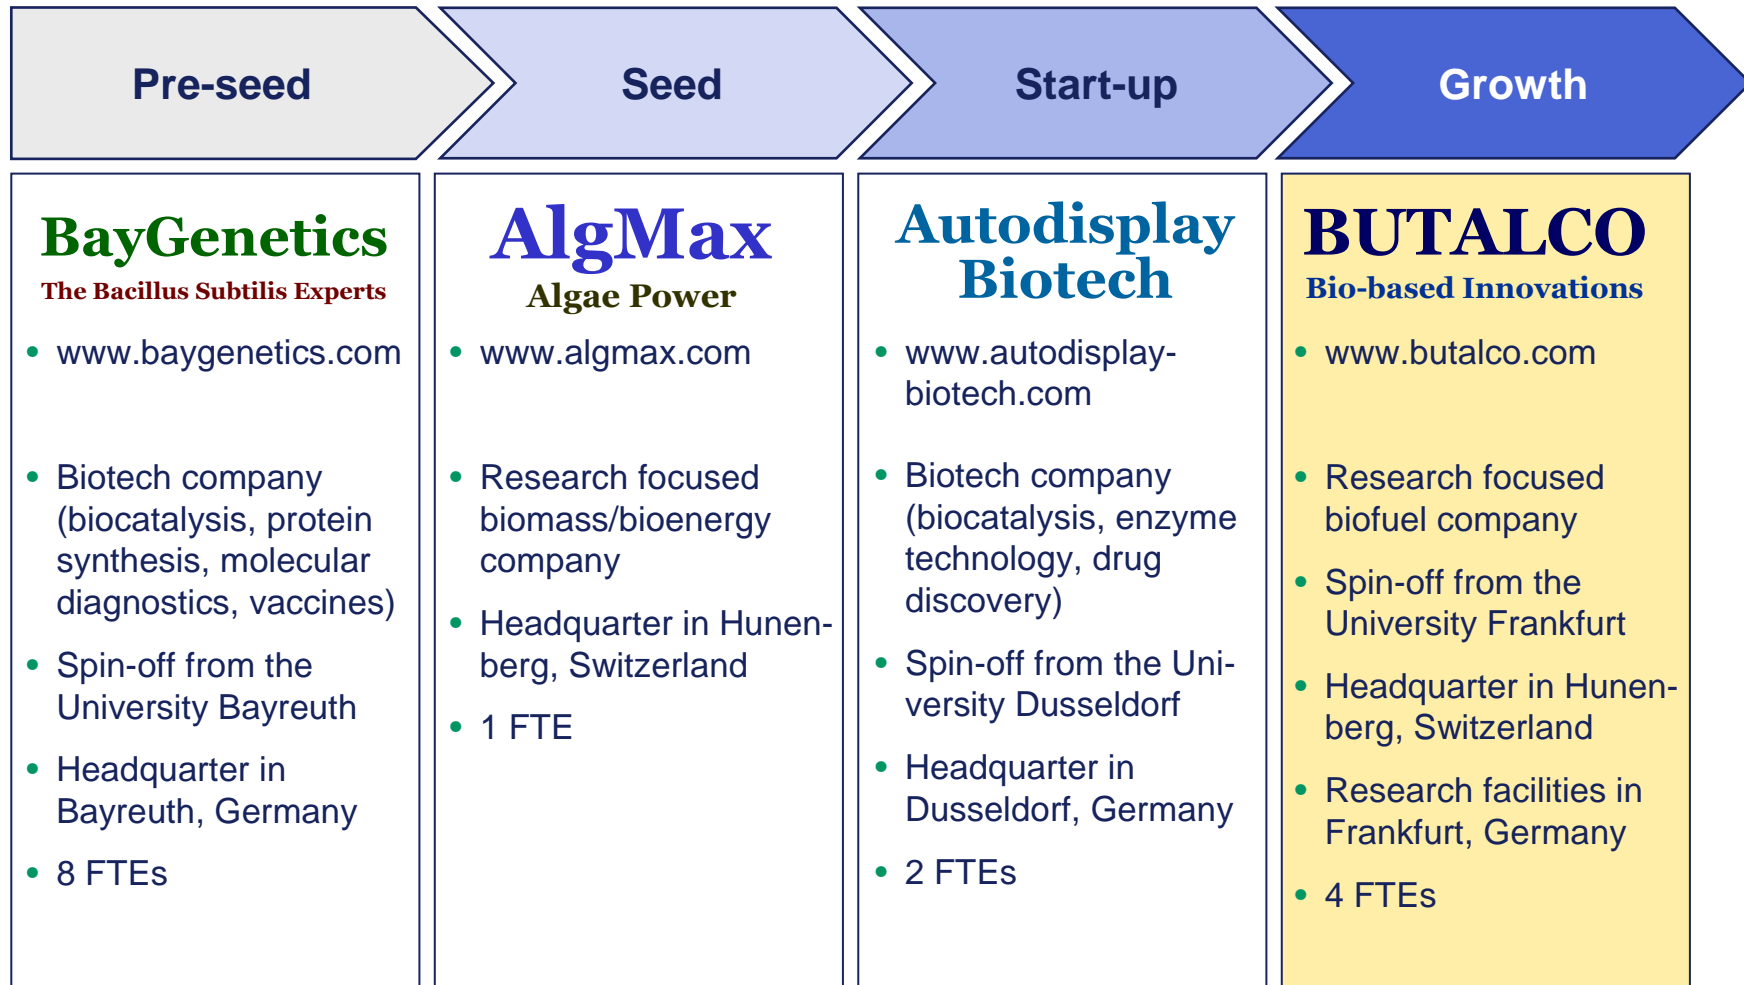 Pre-seed
Seed
Start-up
Growth
BayGenetics
The Bacillus Subtilis Experts
• www.baygenetics.com
• Biotech company
(biocatalysis, protein
synthesis, molecular
diagnostics, vaccines)
• Spin-off from the
University Bayreuth
• Headquarter in
Bayreuth, Germany
• 8 FTEs
AlgMax
Algae Power
• www.algmax.com
• Research focused
biomass/bioenergy
company
• Headquarter in Hunen-
berg, Switzerland
• 1 FTE
Autodisplay
Biotech
• www.autodisplay-
biotech.com
• Biotech company
(biocatalysis, enzyme
technology, drug
discovery)
• Spin-off from the Uni-
versity Dusseldorf
• Headquarter in
Dusseldorf, Germany
• 2 FTEs
BUTALCO
Bio-based Innovations
• www.butalco.com
• Research focused
biofuel company
• Spin-off from the
University Frankfurt
• Headquarter in Hunen-
berg, Switzerland
• Research facilities in
Frankfurt, Germany
• 4 FTEs